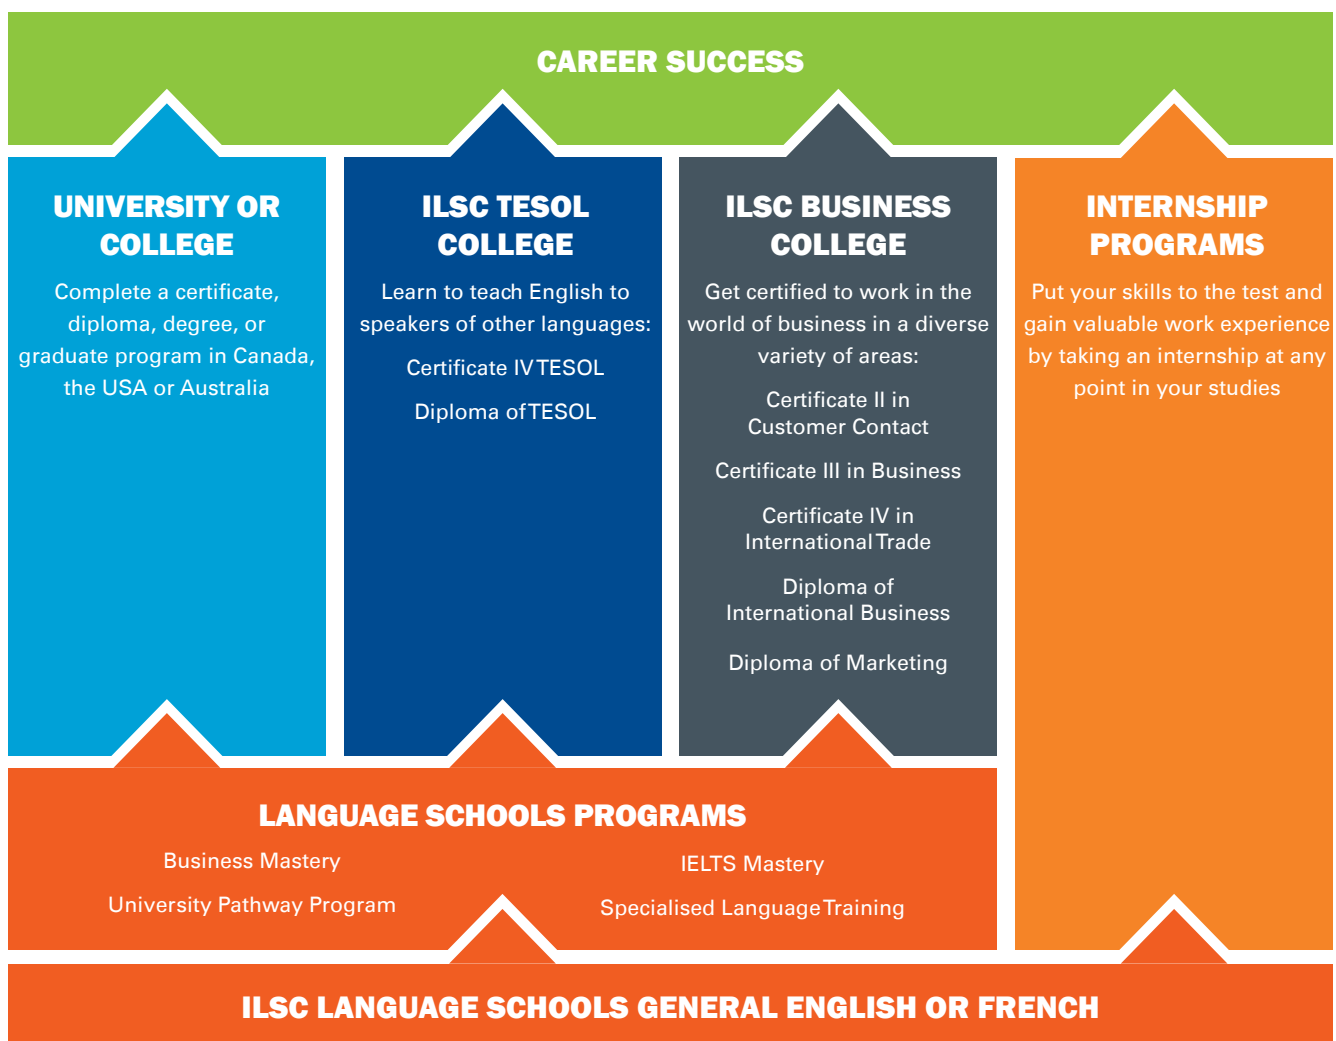 CAREER SUCCESS
UNIVERSITY OR
COLLEGE
Complete a certificate,
diploma, degree, or
graduate program in Canada,
the USA or Australia
ILSC TESOL
COLLEGE
Learn to teach English to
speakers of other languages:
Certificate IV TESOL
Diploma of TESOL
ILSC BUSINESS
COLLEGE
Get certified to work in the
world of business in a diverse
variety of areas:
Certificate II in
Customer Contact
Certificate III in Business
Certificate IV in
International Trade
Diploma of
International Business
Diploma of Marketing
INTERNSHIP
PROGRAMS
Put your skills to the test and
gain valuable work experience
by taking an internship at any
point in your studies
LANGUAGE SCHOOLS PROGRAMS
Business Mastery
University Pathway Program
IELTS Mastery
Specialised Language Training
ILSC LANGUAGE SCHOOLS GENERAL ENGLISH OR FRENCH